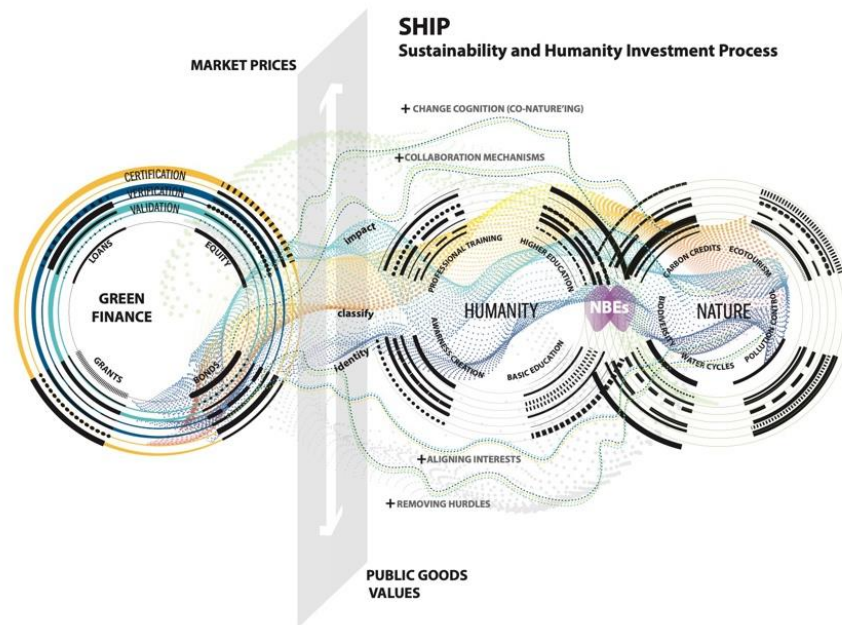 SHIP
Sustainability and Humanity Investment Process
MARKET PRICES
+ CHANGE COGNITION (CO-NATURE'ING)
+ COLLABORATION MECHANISMS
CERTIFICATION
VERIFICATION
VALIDATION
LOANS
EQUITY
GREEN
FINANCE
GRANTS
BONDS
impact
classify
identity
PROFESSIONAL TRAINING
HIGHER EDUCATION
HUMANITY
AWARNESS CREATION
BASIC EDUCATION
NBEs
CARBON CREDITS
ECOTOURISM
BIODIVERSITY
NATURE
WATER CYCLES
POLLUTION CONTROL
+ ALIGNING INTERESTS
+ REMOVING HURDLES
PUBLIC GOODS
VALUES